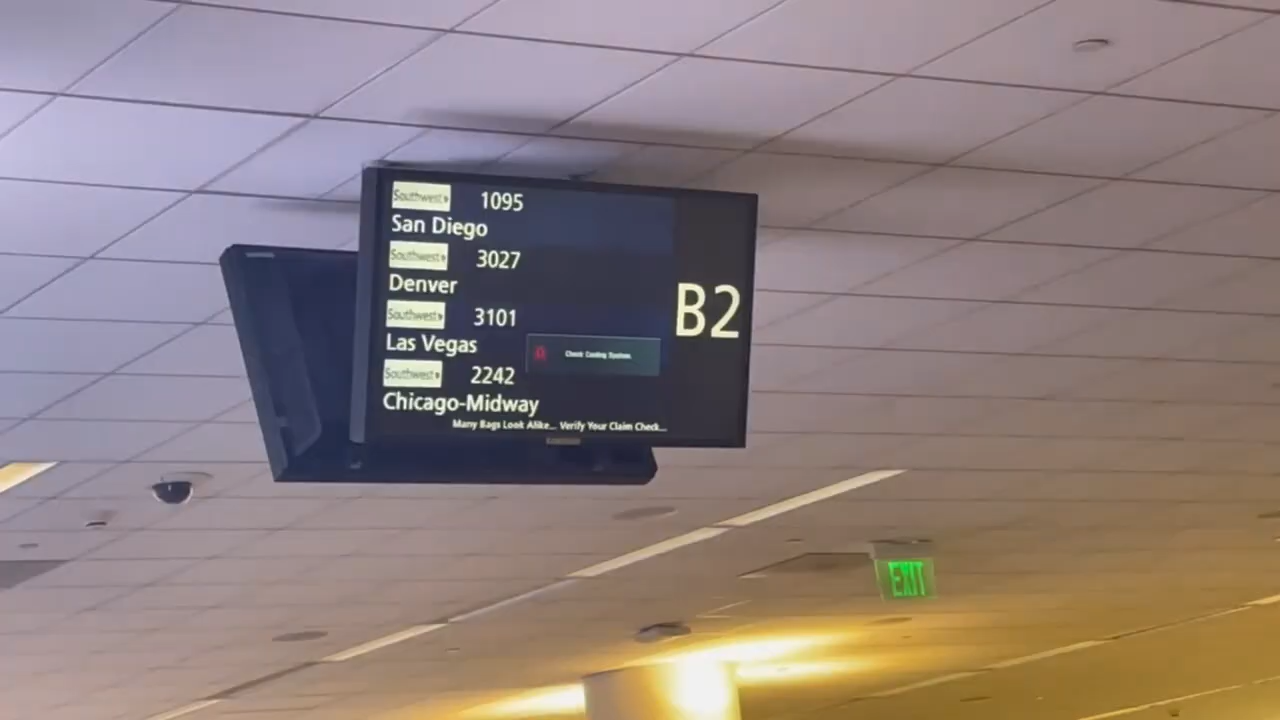 Southwest 1095
San Diego
Southwest 3027
Denver
Southwest 3101
Las Vegas
Southwest 2242
Chicago-Midway
B2
Check Cooling System.
Many Bags Look Alike... Verify Your Claim Check...
EXIT